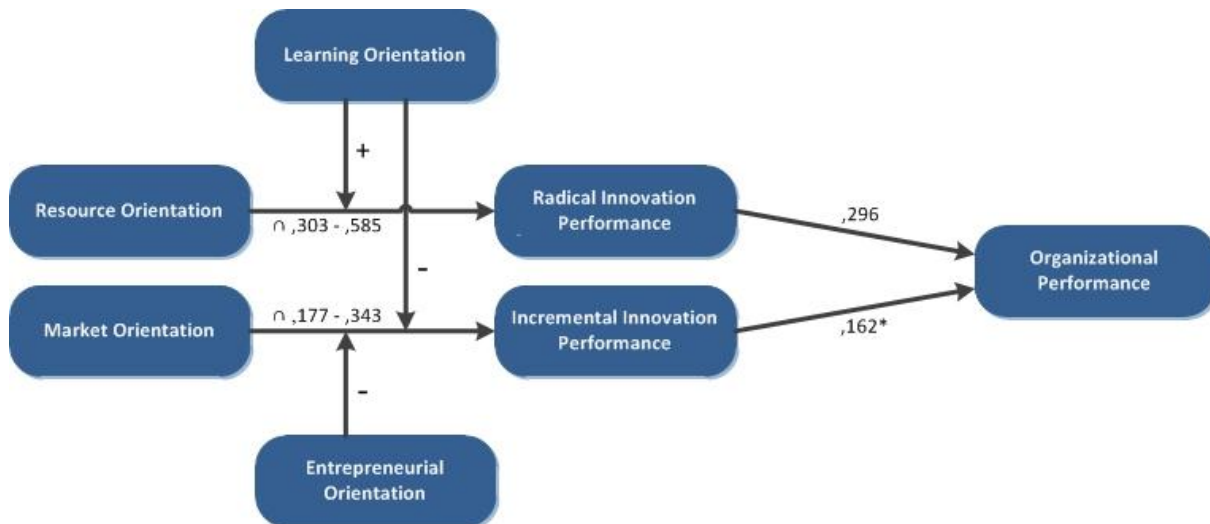 Learning Orientation
+
Resource Orientation
∩ ,303 - ,585
Radical Innovation
Performance
,296
-
Organizational
Performance
Market Orientation
∩ ,177 - ,343
Incremental Innovation
Performance
,162*
-
Entrepreneurial
Orientation